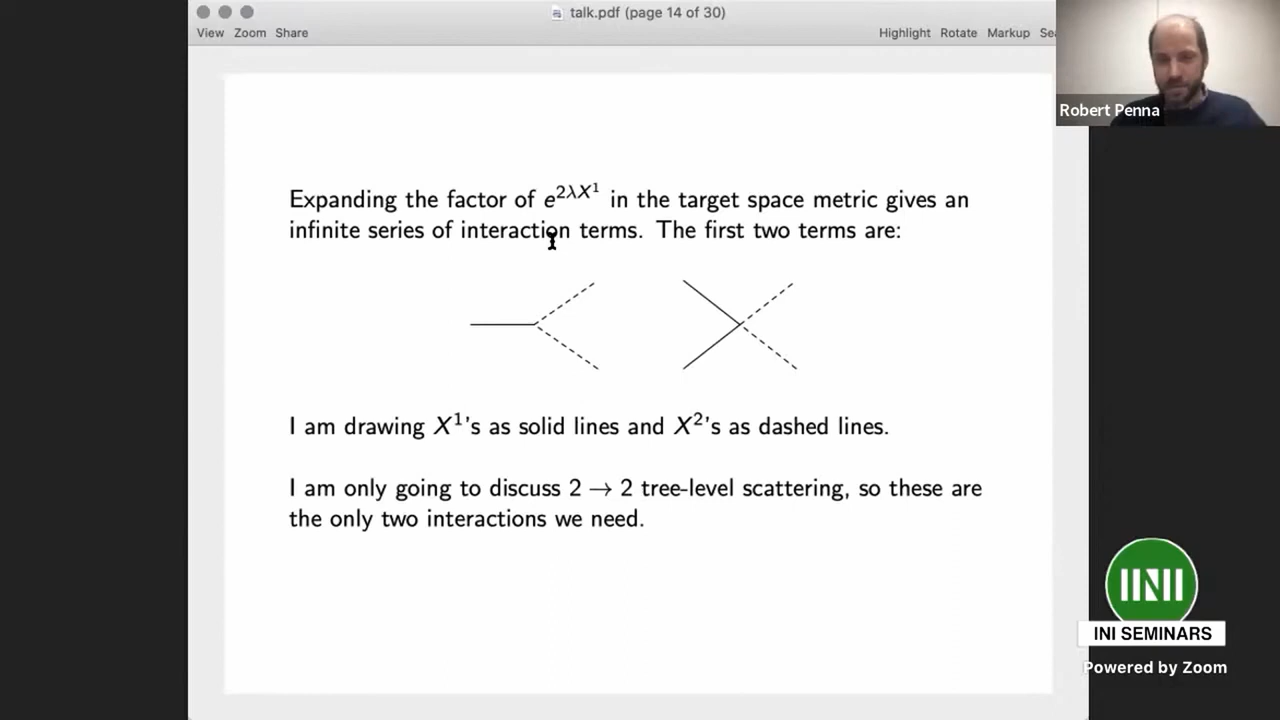 talk.pdf (page 14 of 30)
View Zoom Share Highlight Rotate Markup Sea
Robert Penna
Expanding the factor of e^{2λX^1} in the target space metric gives an
infinite series of interaction terms. The first two terms are:
I am drawing X^1's as solid lines and X^2's as dashed lines.
I am only going to discuss 2 → 2 tree-level scattering, so these are
the only two interactions we need.
INI SEMINARS
Powered by Zoom